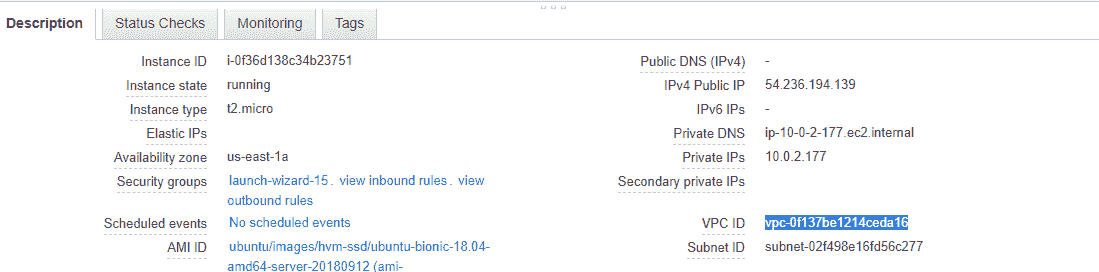 Description Status Checks Monitoring Tags
Instance ID i-0f36d138c34b23751 Public DNS (IPv4) -
Instance state running IPv4 Public IP 54.236.194.139
Instance type t2.micro IPv6 IPs -
Elastic IPs Private DNS ip-10-0-2-177.ec2.internal
Availability zone us-east-1a Private IPs 10.0.2.177
Security groups launch-wizard-15 . view inbound rules . view Secondary private IPs
outbound rules
Scheduled events No scheduled events VPC ID vpc-0f137be1214ceda16
AMI ID ubuntu/images/hvm-ssd/ubuntu-bionic-18.04- Subnet ID subnet-02f498e16fd56c277
amd64-server-20180912 (ami-